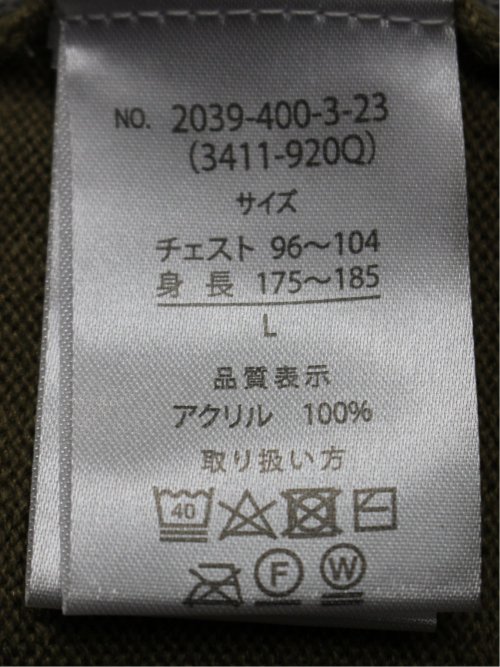 NO. 2039-400-3-23
(3411-920Q)
サイズ
チェスト 96～104
身 長 175～185
L
品質表示
アクリル 100%
取り扱い方
40
F W